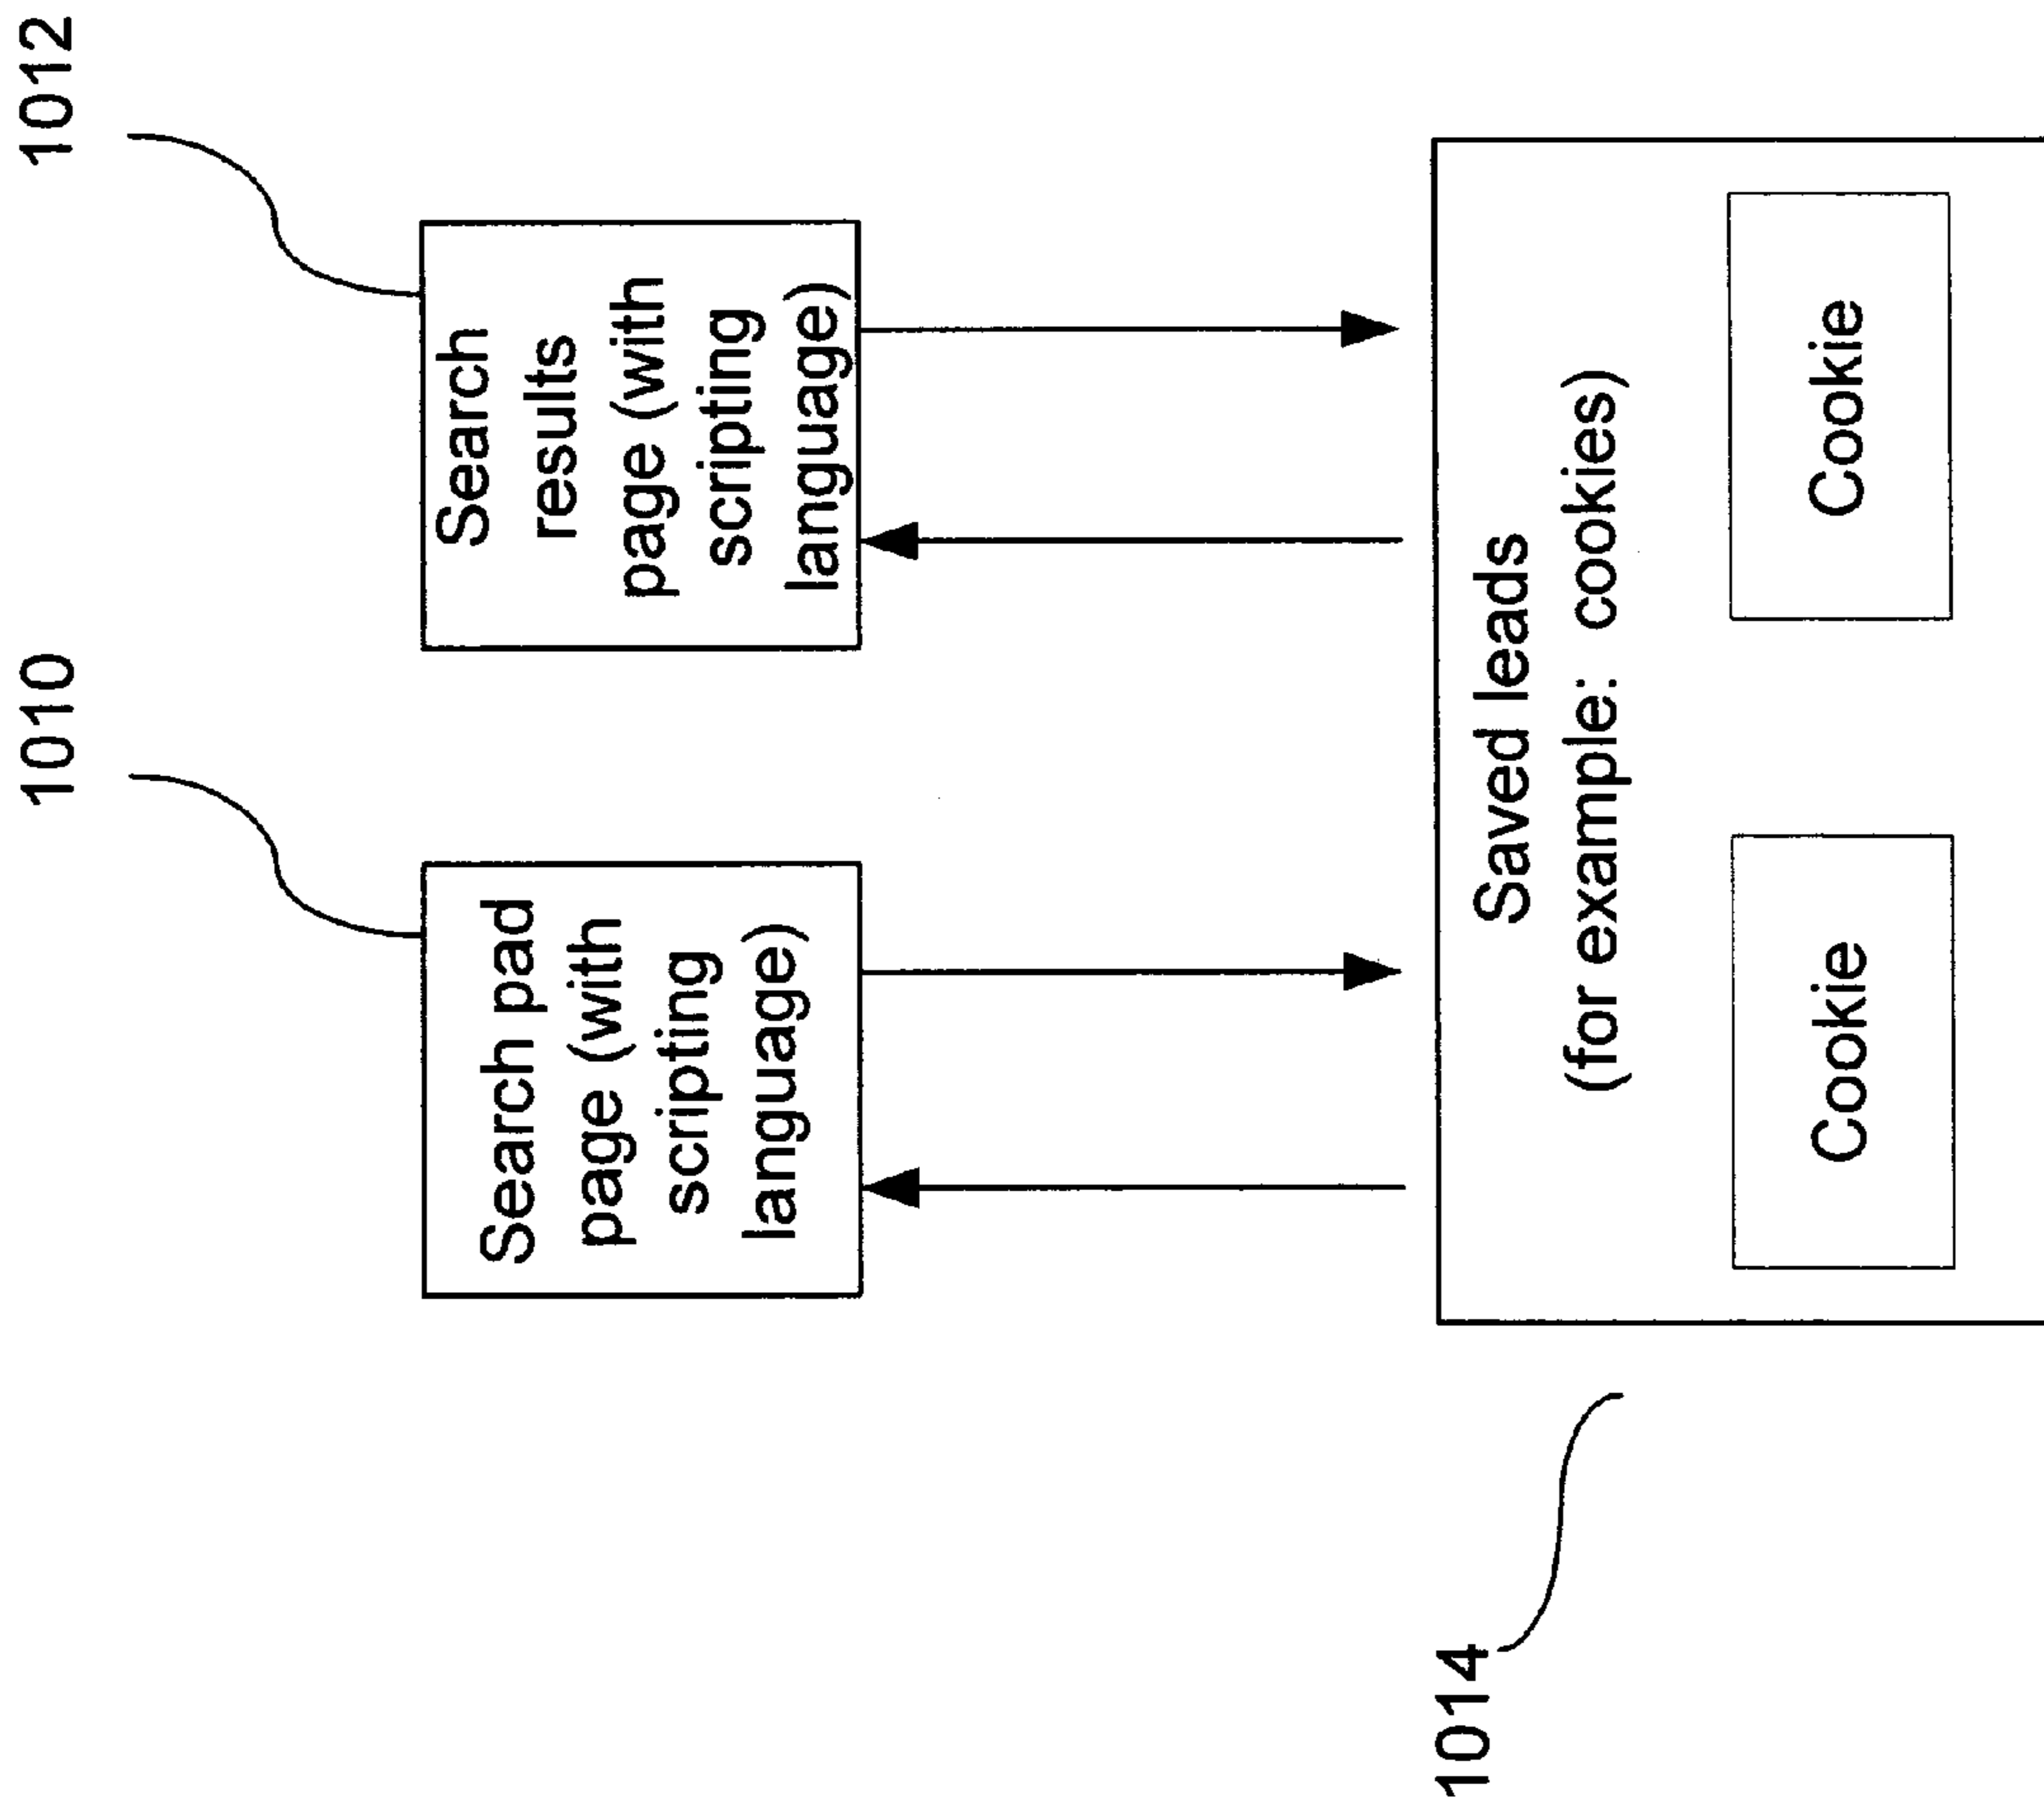 1010
1012
Search pad
page (with
scripting
language)
Search
results
page (with
scripting
language)
1014
Saved leads
(for example:  cookies)
Cookie
Cookie